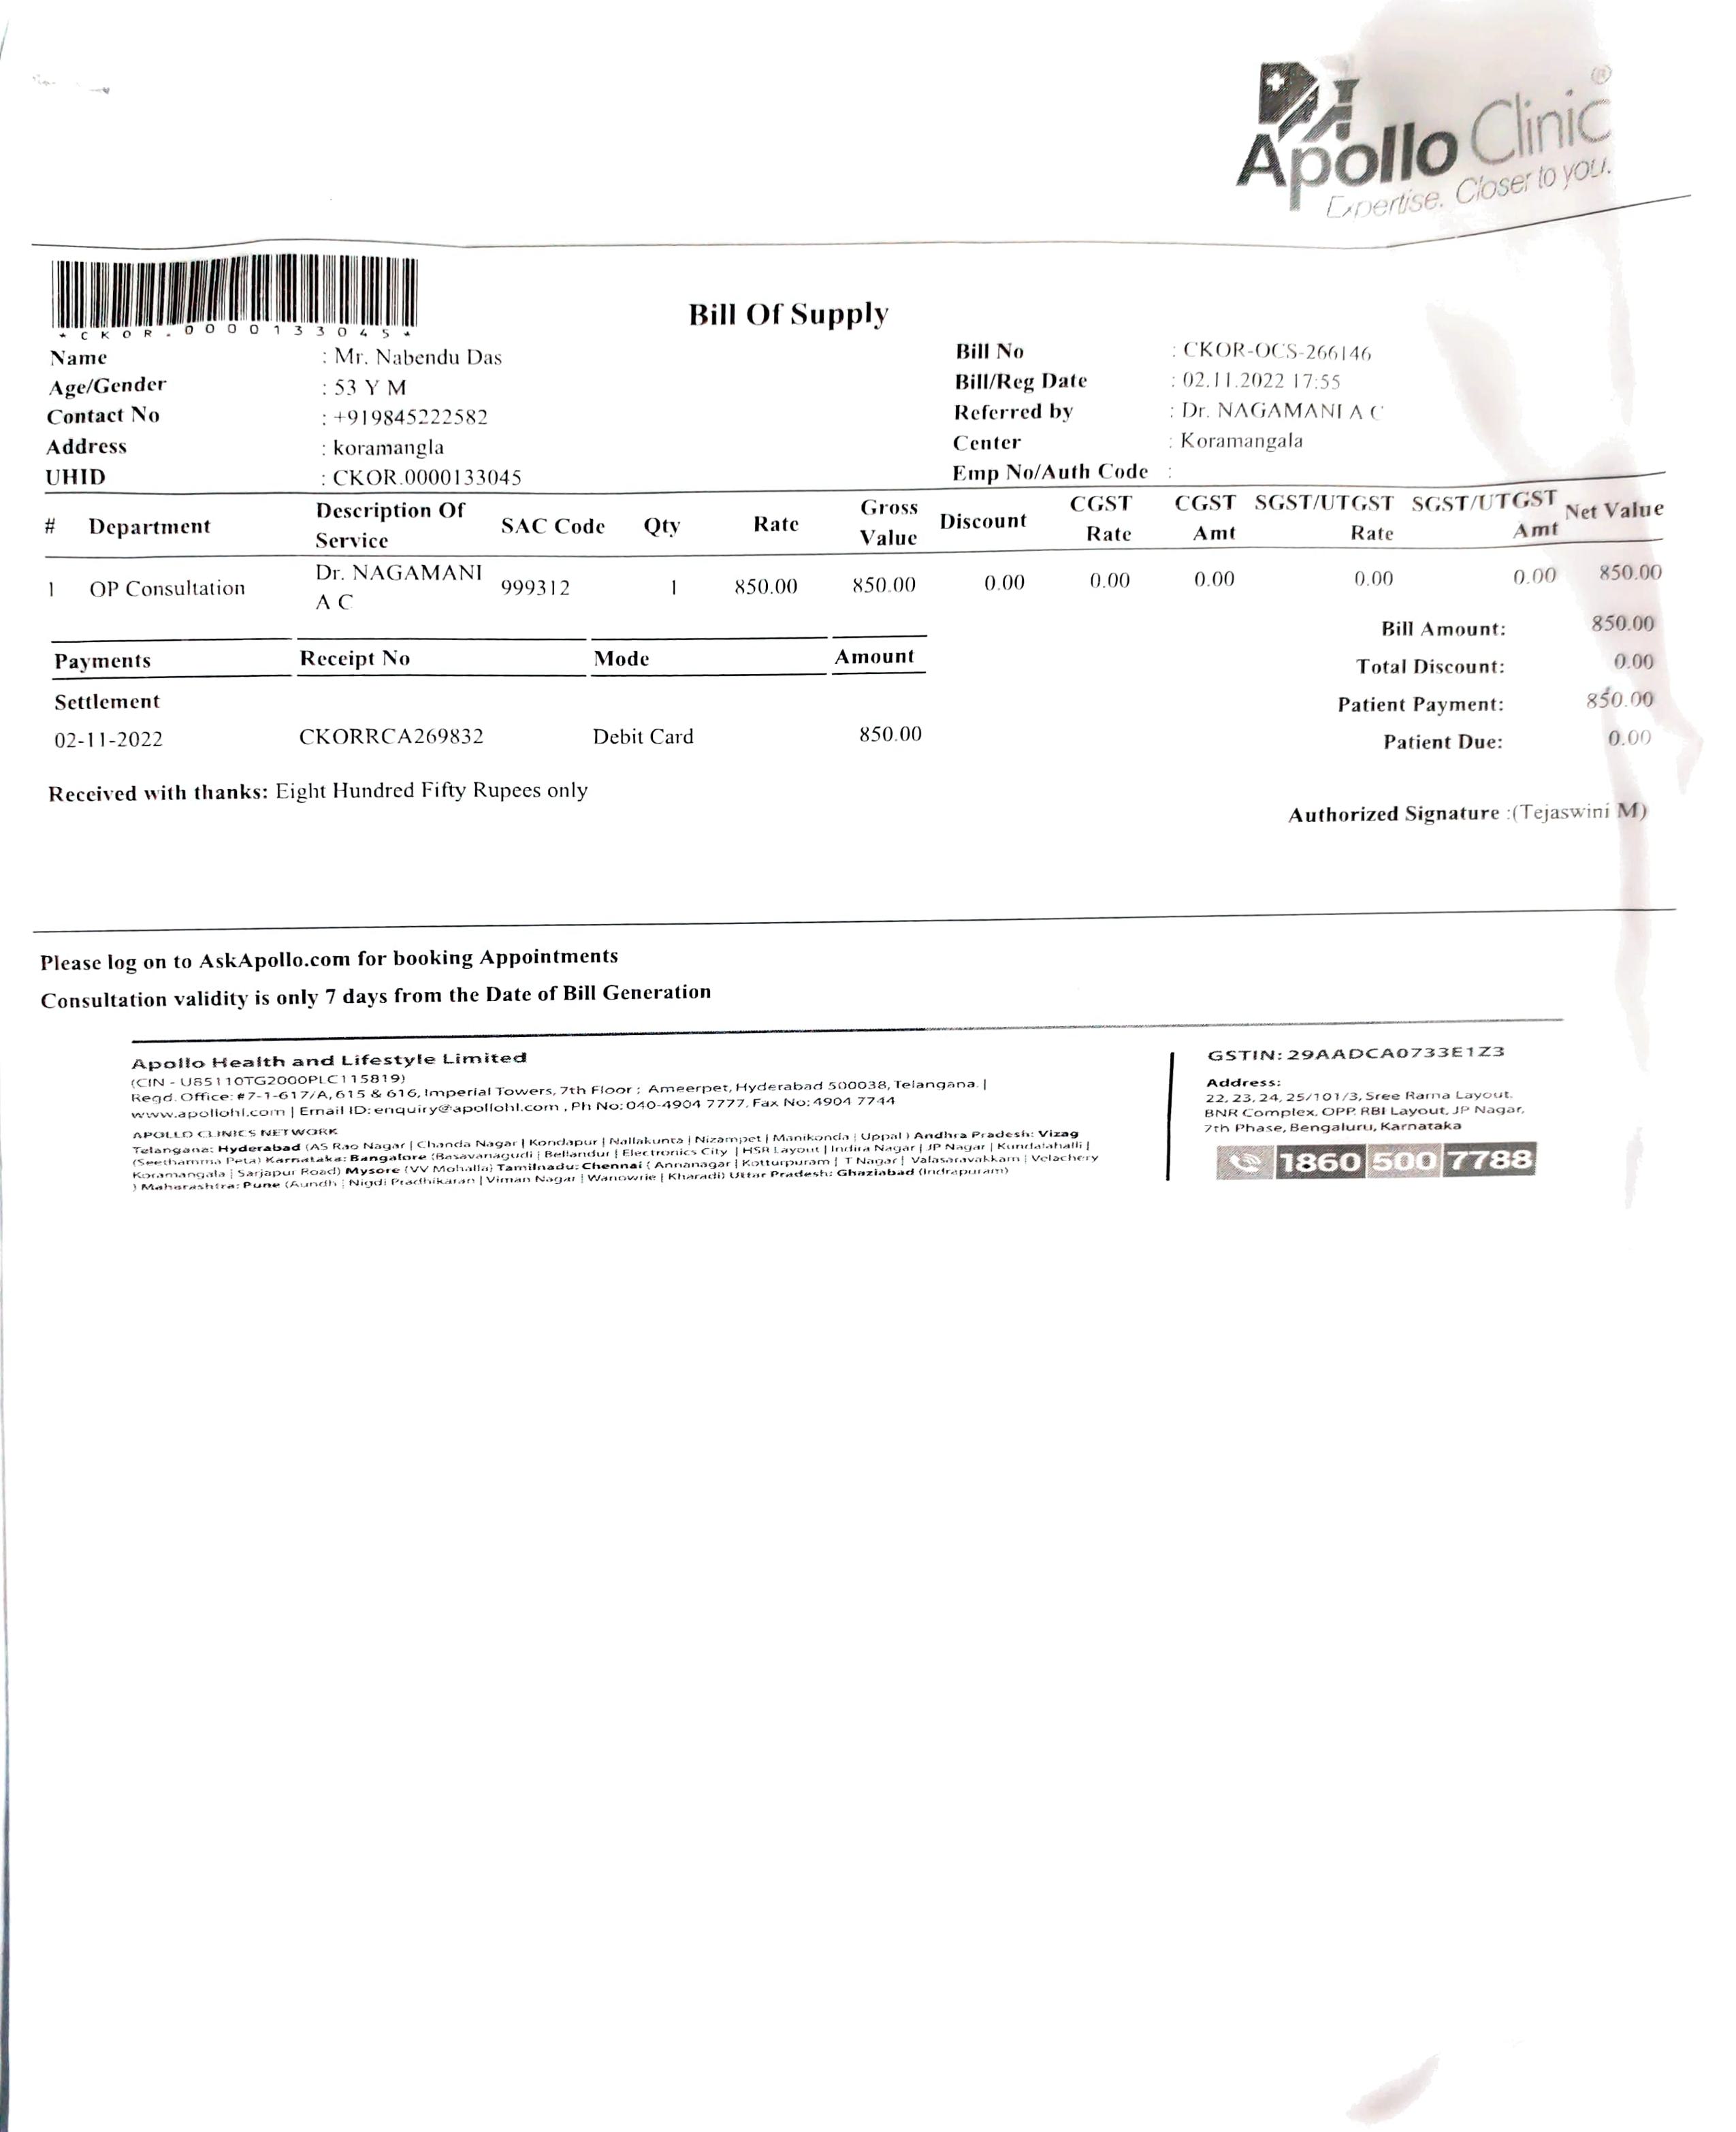 Apollo Clinic®
Expertise. Closer to you.
*CKOR.0000133045*
Bill Of Supply
Name : Mr. Nabendu Das
Age/Gender : 53 Y M
Contact No : +919845222582
Address : koramangla
UHID : CKOR.0000133045
Bill No : CKOR-OCS-266146
Bill/Reg Date : 02.11.2022 17:55
Referred by : Dr. NAGAMANI A C
Center : Koramangala
Emp No/Auth Code :
# Department Description Of Service SAC Code Qty Rate Gross Value Discount CGST Rate CGST Amt SGST/UTGST Rate SGST/UTGST Amt Net Value
1 OP Consultation Dr. NAGAMANI A C 999312 1 850.00 850.00 0.00 0.00 0.00 0.00 0.00 850.00
Bill Amount: 850.00
Total Discount: 0.00
Patient Payment: 850.00
Patient Due: 0.00
Payments Receipt No Mode Amount
Settlement
02-11-2022 CKORRCA269832 Debit Card 850.00
Received with thanks: Eight Hundred Fifty Rupees only
Authorized Signature :(Tejaswini M)
Please log on to AskApollo.com for booking Appointments
Consultation validity is only 7 days from the Date of Bill Generation
Apollo Health and Lifestyle Limited
(CIN - U85110TG2000PLC115819)
Regd. Office: #7-1-617/A, 615 & 616, Imperial Towers, 7th Floor ; Ameerpet, Hyderabad 500038, Telangana. |
www.apollohl.com | Email ID: enquiry@apollohl.com , Ph No: 040-4904 7777, Fax No: 4904 7744
APOLLO CLINICS NETWORK
Telangana: Hyderabad (AS Rao Nagar | Chanda Nagar | Kondapur | Nallakunta | Nizampet | Manikonda | Uppal ) Andhra Pradesh: Vizag
(Seethamma Peta) Karnataka: Bangalore (Basavanagudi | Bellandur | Electronics City | HSR Layout | Indira Nagar | JP Nagar | Kundalahalli |
Koramangala | Sarjapur Road) Mysore (VV Mohalla) Tamilnadu: Chennai ( Annanagar | Kotturpuram | T Nagar | Valasaravakkam | Velachery
) Maharashtra: Pune (Aundh | Nigdi Pradhikaran | Viman Nagar | Wanowrie | Kharadi) Uttar Pradesh: Ghaziabad (Indrapuram)
GSTIN: 29AADCA0733E1Z3
Address:
22, 23, 24, 25/101/3, Sree Rama Layout,
BNR Complex, OPP. RBI Layout, JP Nagar,
7th Phase, Bengaluru, Karnataka
1860 500 7788